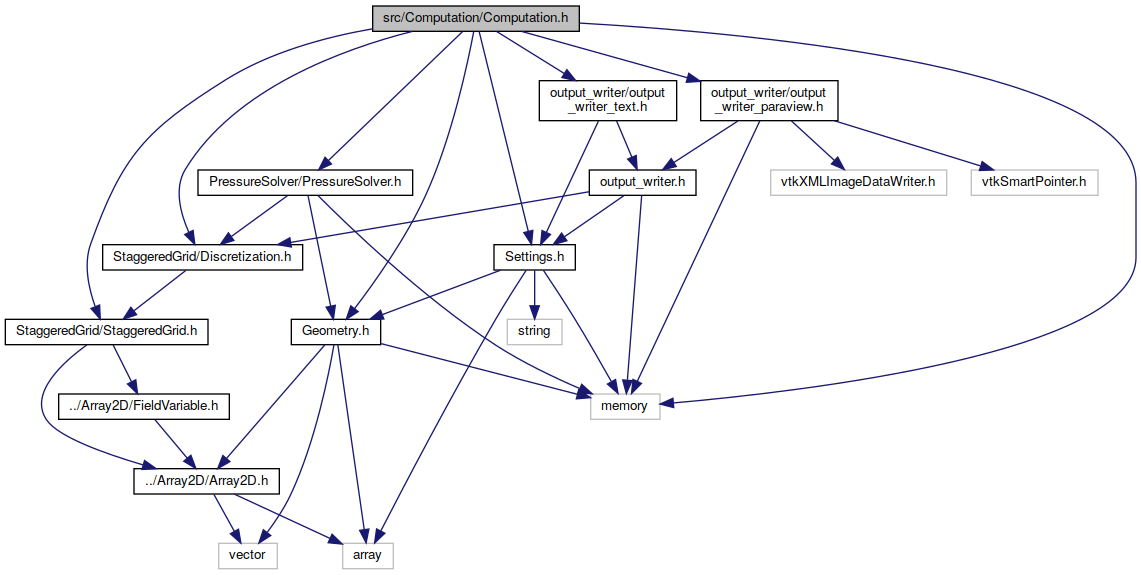 src/Computation/Computation.h
output_writer/output
_writer_text.h
output_writer/output
_writer_paraview.h
PressureSolver/PressureSolver.h
output_writer.h
vtkXMLImageDataWriter.h
vtkSmartPointer.h
StaggeredGrid/Discretization.h
Settings.h
StaggeredGrid/StaggeredGrid.h
Geometry.h
string
../Array2D/FieldVariable.h
memory
../Array2D/Array2D.h
vector
array